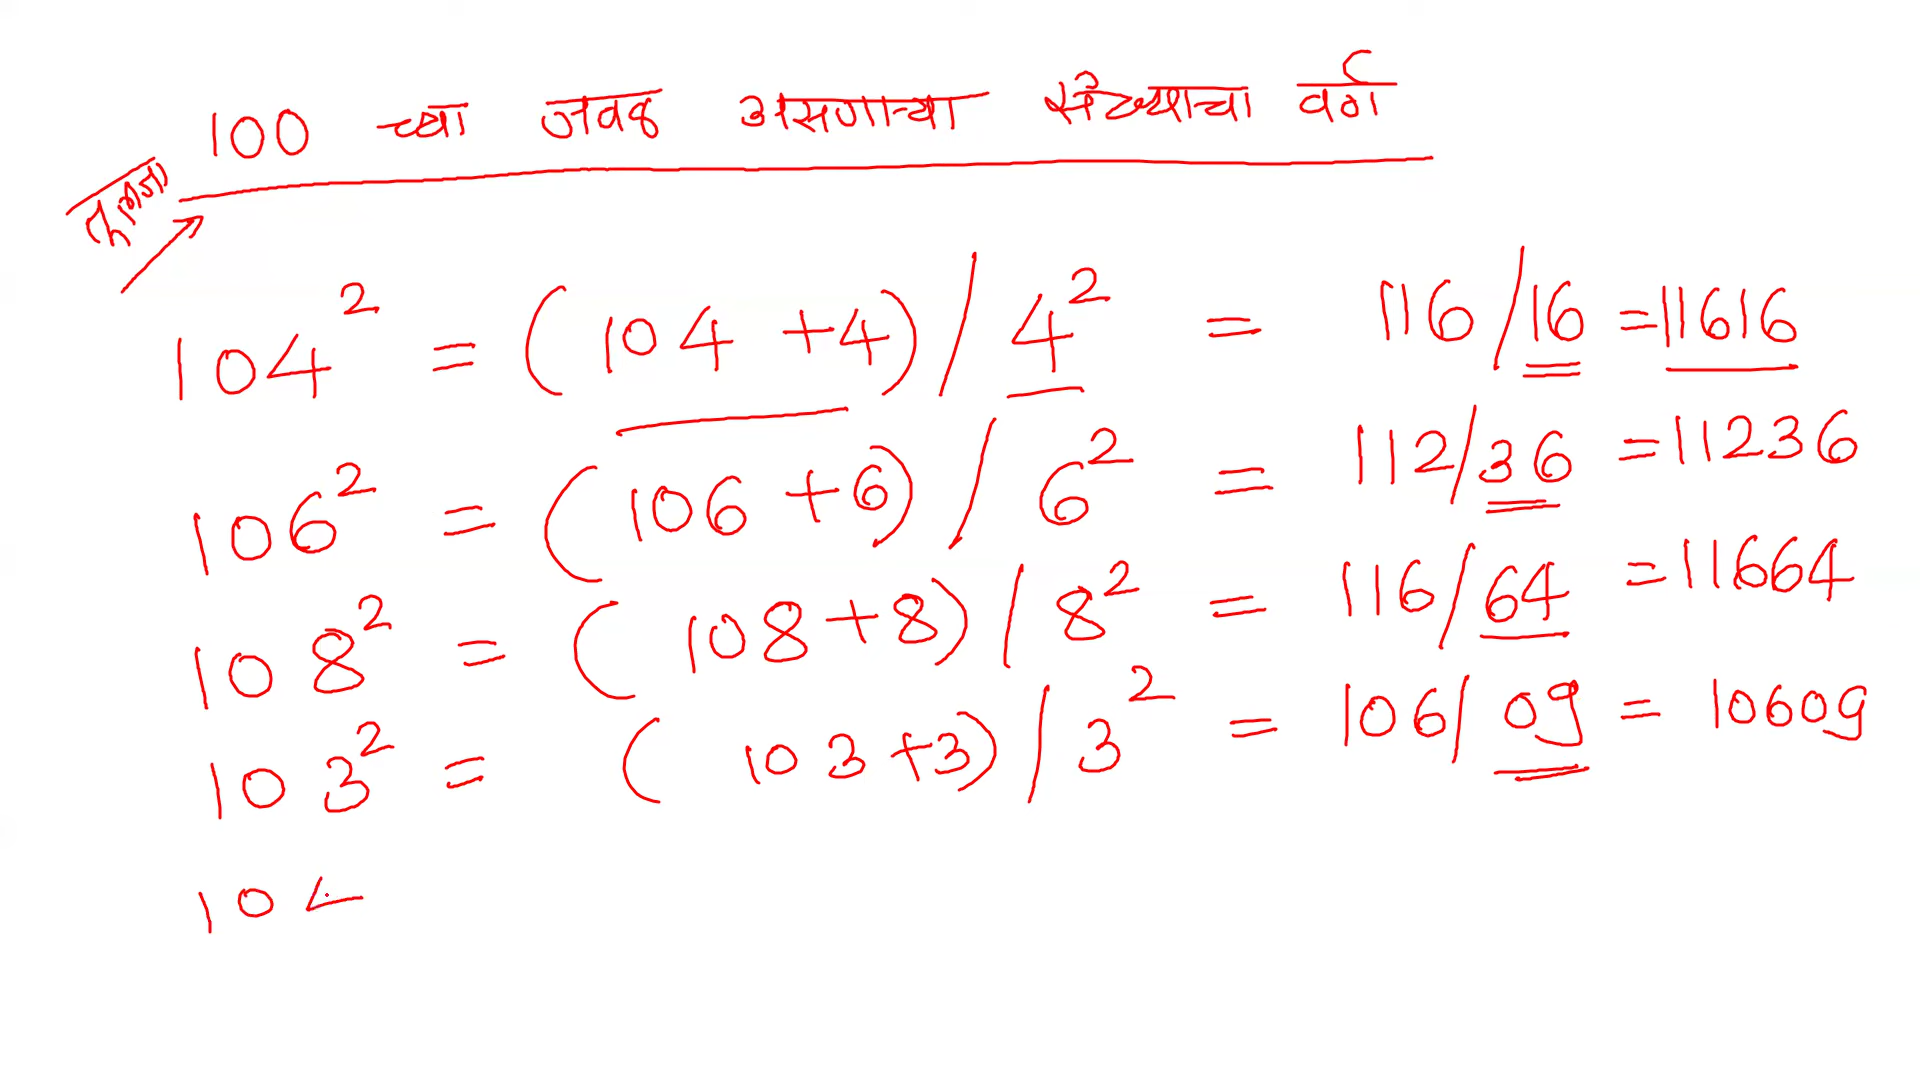 100 च्या जवळ असणाऱ्या संख्याचा वर्ग
104² = (104 +4) / 4² = 116 / 16 = 11616
106² = (106 +6) / 6² = 112/36 = 11236
108² = (108+8) / 8² = 116/64 = 11664
103² = (103+3) / 3² = 106/ 09 = 10609
10